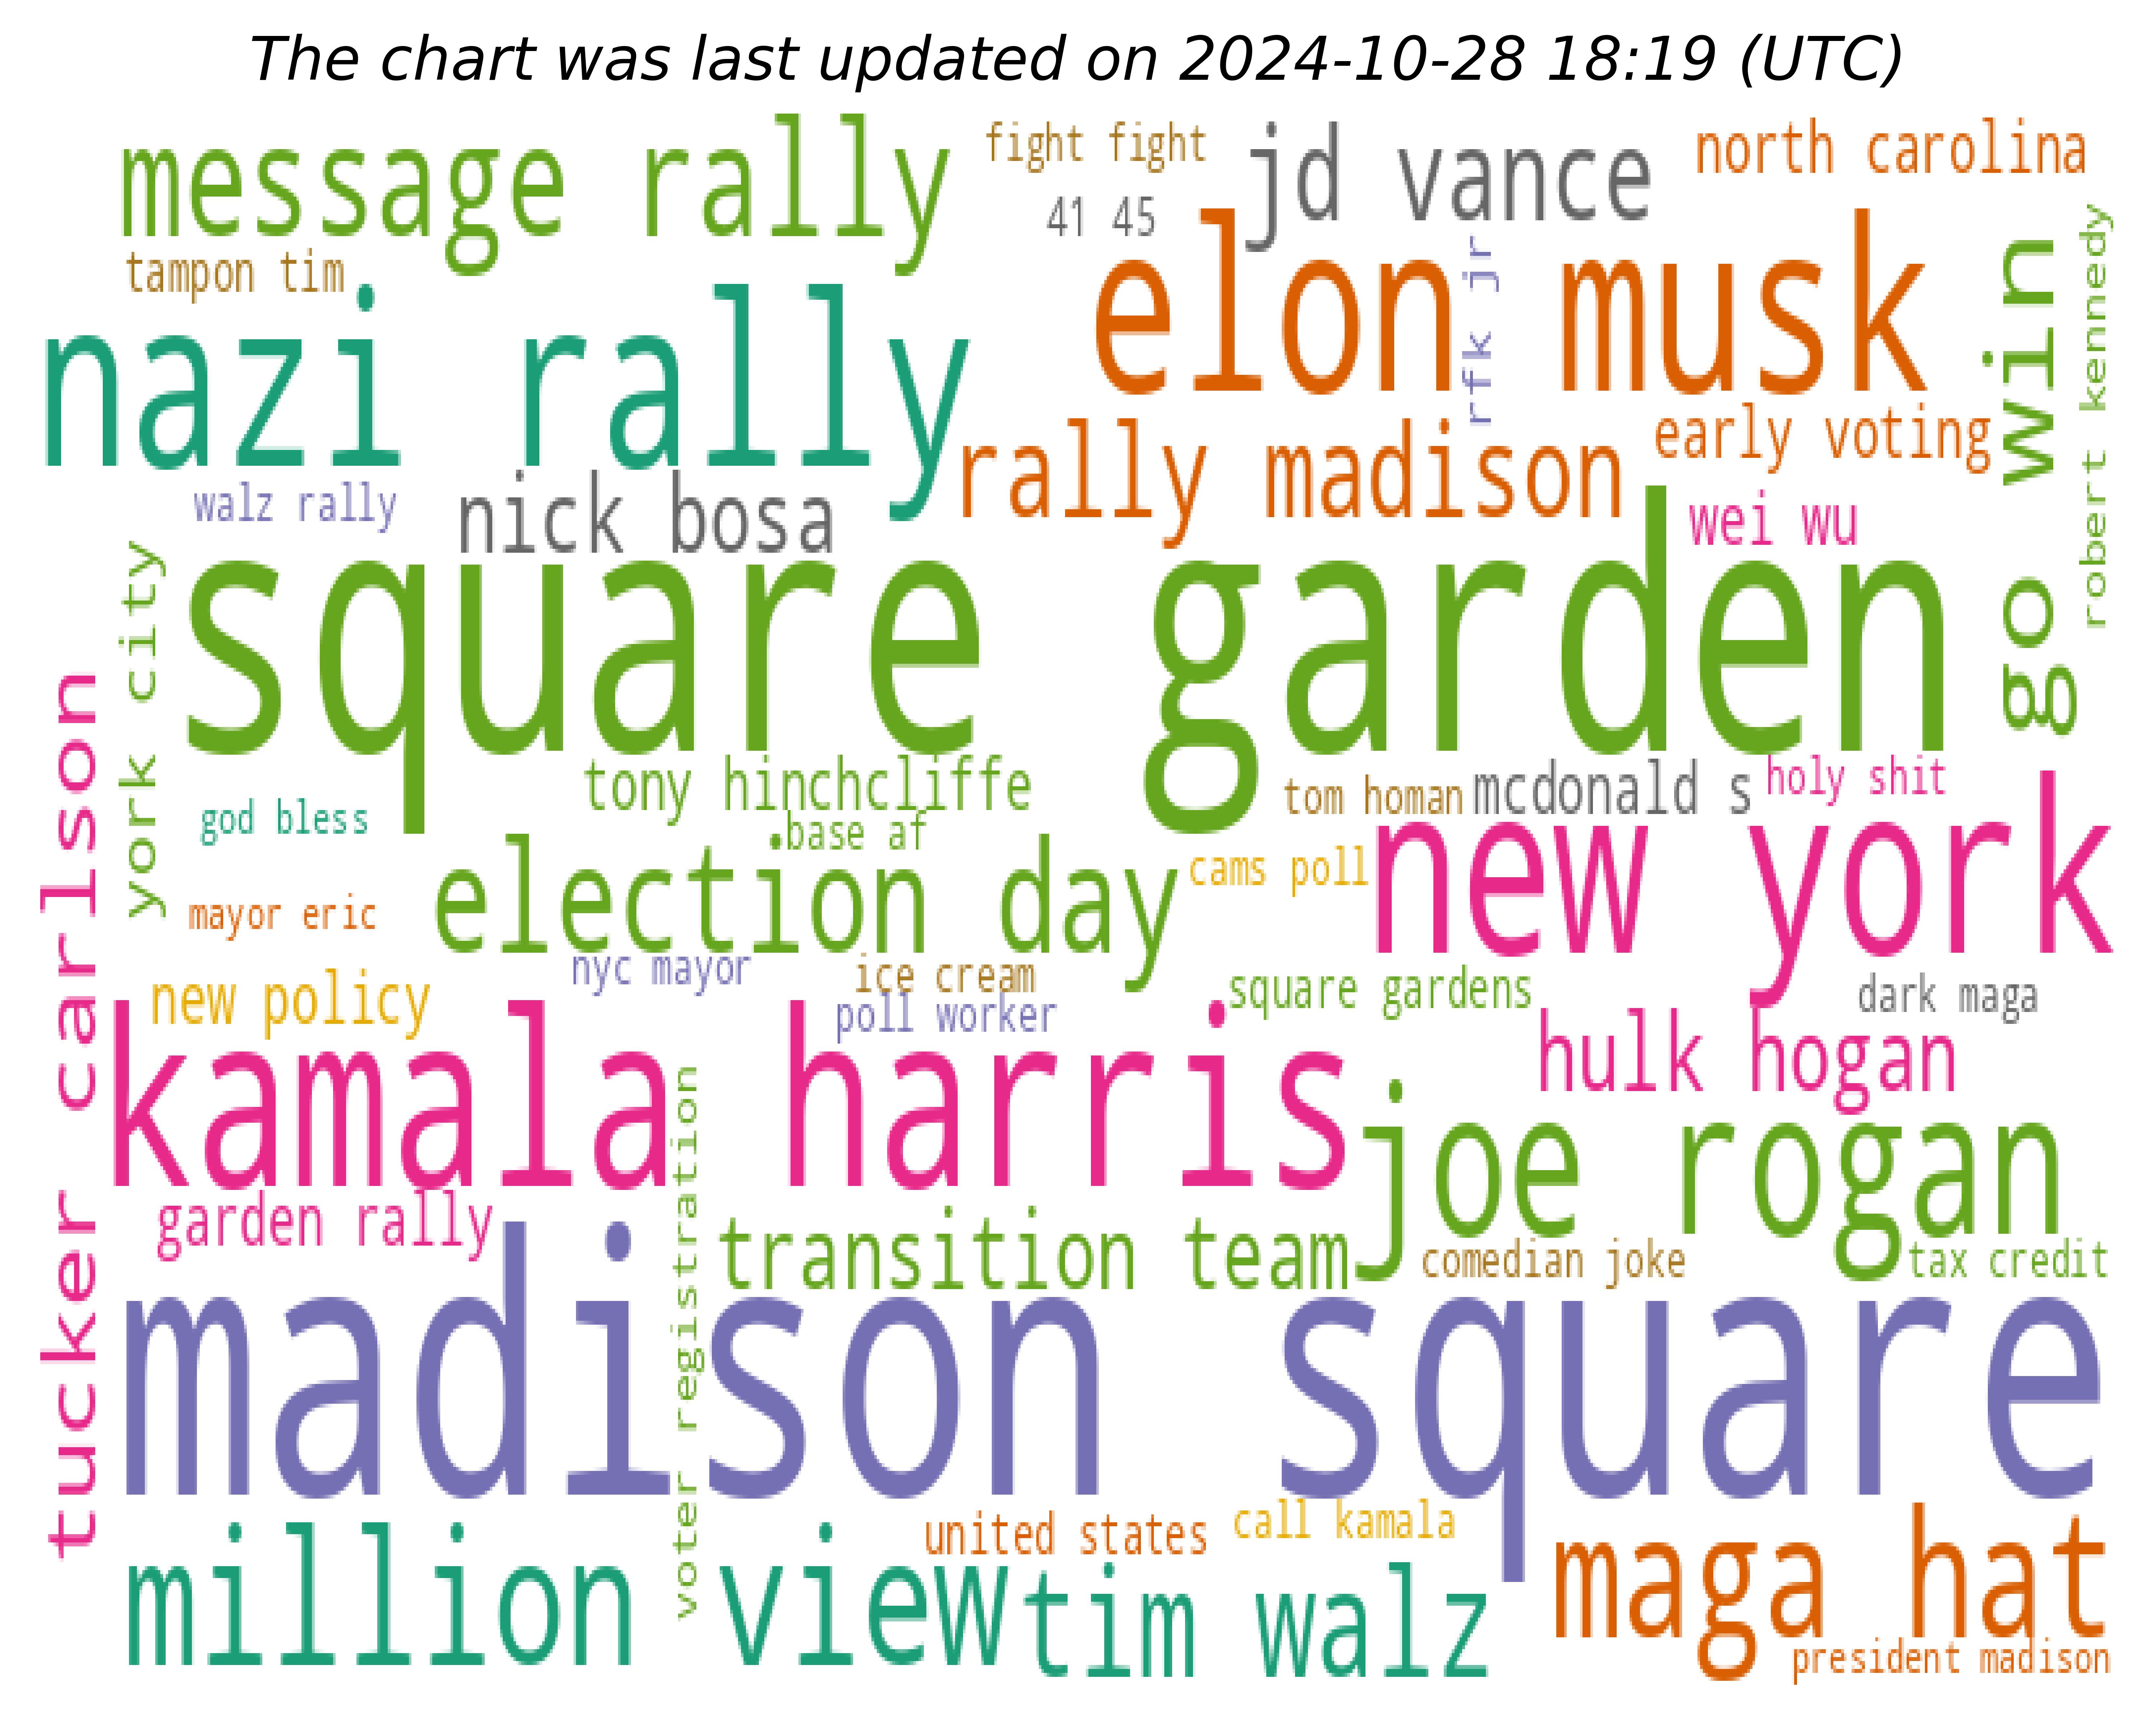 The chart was last updated on 2024-10-28 18:19 (UTC)
message rally
fight fight
jd vance
north carolina
41 45
tampon tim
nazi rally
elon musk
rfk jr
go win
robert kennedy
rally madison
early voting
walz rally
nick bosa
wei wu
york city
square garden
tucker carlson
tony hinchcliffe
tom homan
mcdonald s
holy shit
god bless
base af
new york
election day
cams poll
mayor eric
nyc mayor
ice cream
square gardens
dark maga
new policy
poll worker
kamala harris
hulk hogan
joe rogan
voter registration
garden rally
transition team
comedian joke
tax credit
madison square
united states
call kamala
million view
tim walz
maga hat
president madison